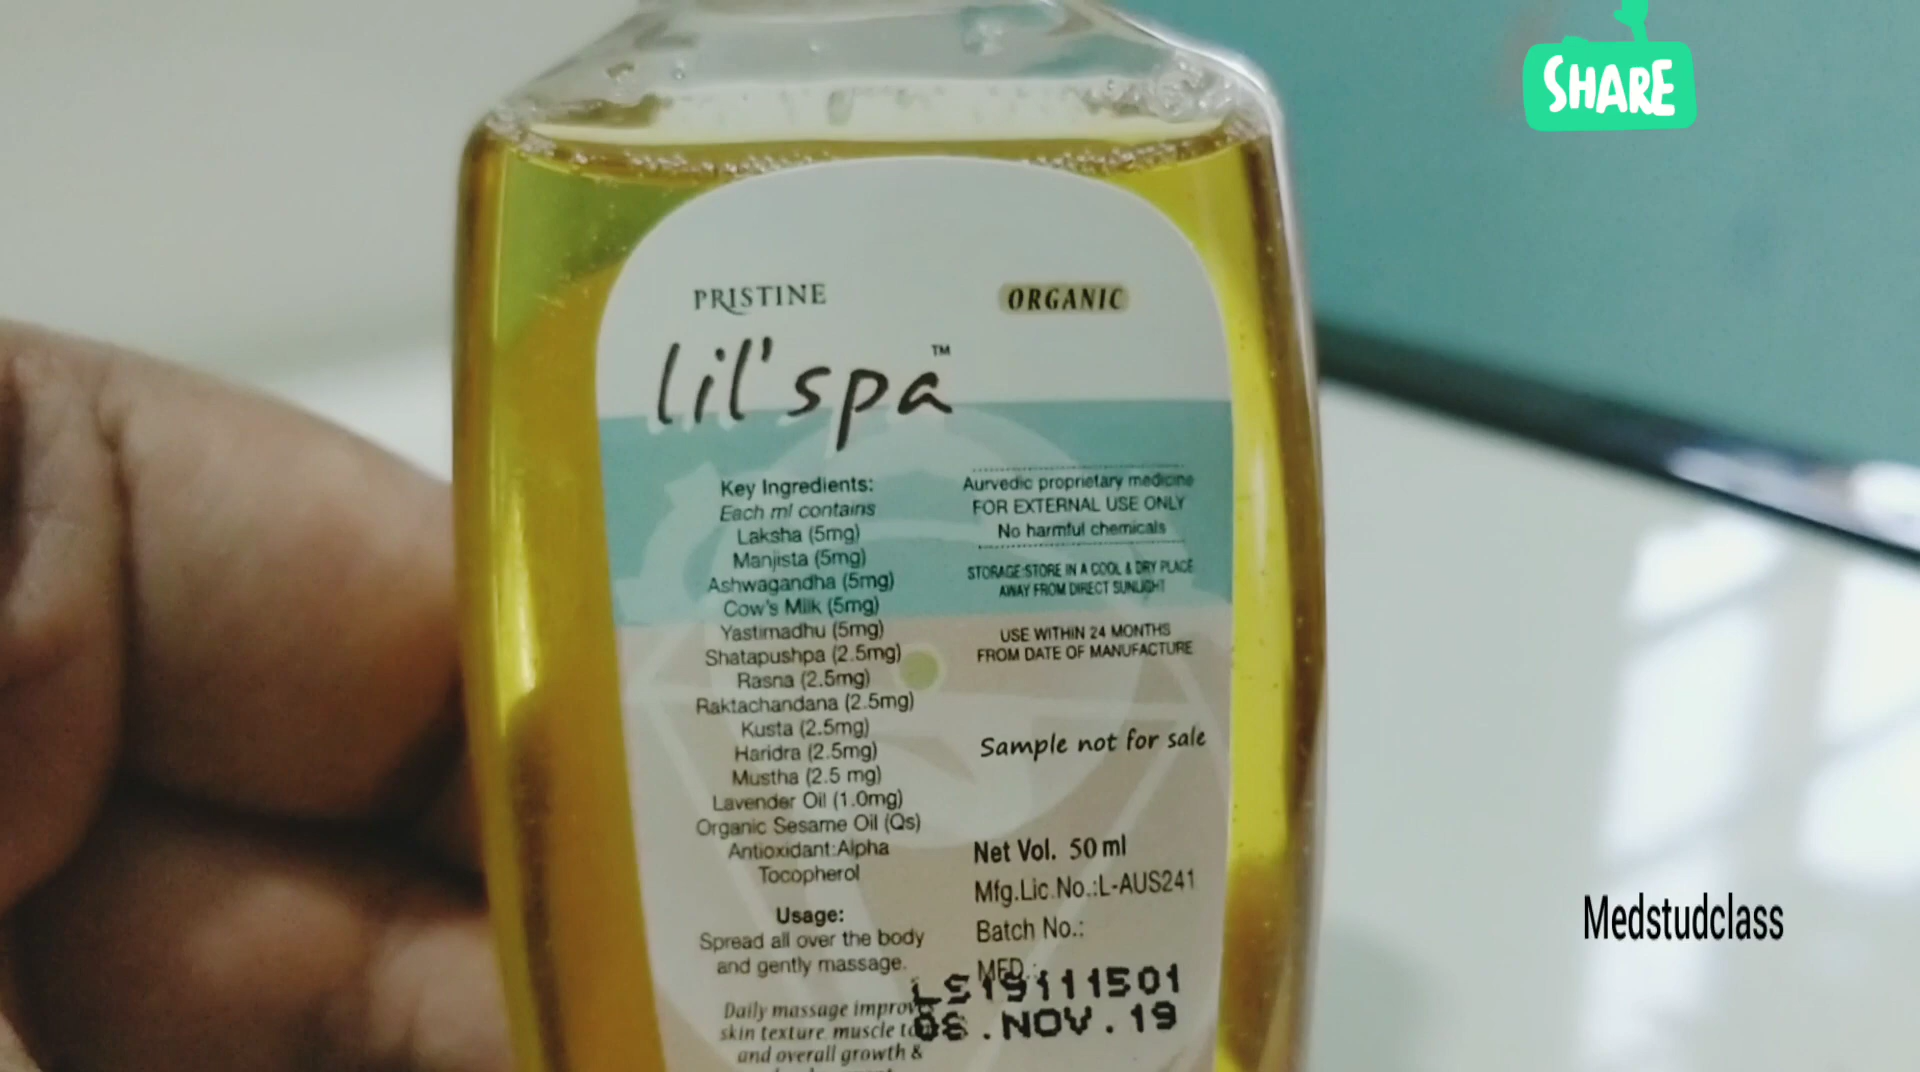 SHARE
PRISTINE
ORGANIC
lil'spa™
Key Ingredients:
Each ml contains
Laksha (5mg)
Manjista (5mg)
Ashwagandha (5mg)
Cow's Milk (5mg)
Yastimadhu (5mg)
Shatapushpa (2.5mg)
Rasna (2.5mg)
Raktachandana (2.5mg)
Kusta (2.5mg)
Haridra (2.5mg)
Mustha (2.5 mg)
Lavender Oil (1.0mg)
Organic Sesame Oil (Qs)
Antioxidant:Alpha
Tocopherol
Usage:
Spread all over the body
and gently massage.
Daily massage
skin texture, muscle
and overall growth &
Aurvedic proprietary medicine
FOR EXTERNAL USE ONLY
No harmful chemicals
STORAGE:STORE IN A COOL & DRY PLACE
AWAY FROM DIRECT SUNLIGHT
USE WITHIN 24 MONTHS
FROM DATE OF MANUFACTURE
Sample not for sale
Net Vol. 50 ml
Mfg.Lic.No.:L-AUS241
Batch No.:
LS19111501
.NOV.19
Medstudclass